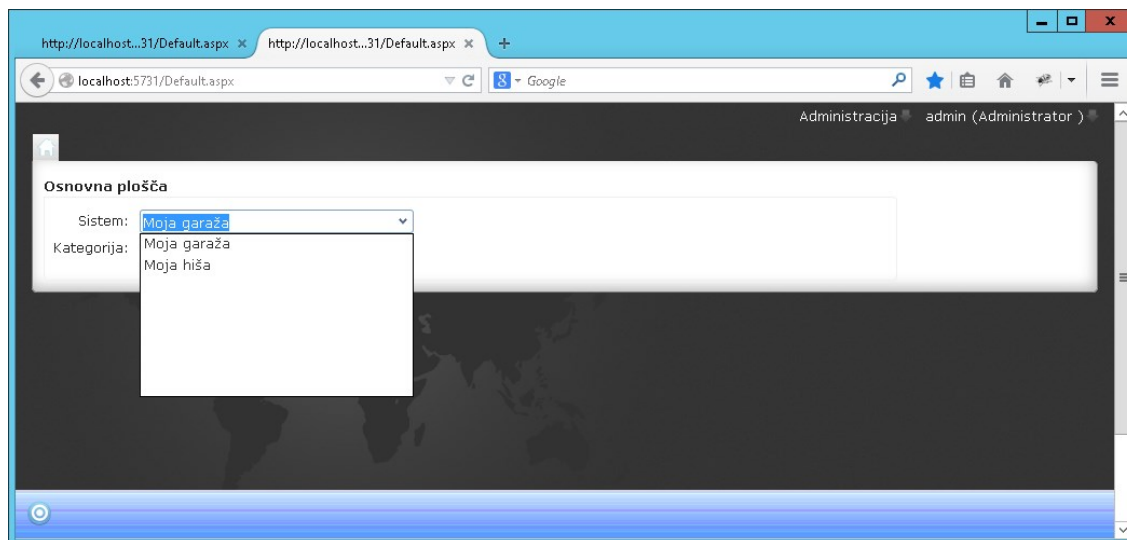 http://localhost...31/Default.aspx × http://localhost...31/Default.aspx × +
localhost:5731/Default.aspx 8 Google
Administracija admin (Administrator )
Osnovna plošča
Sistem: Moja garaža
Kategorija:
Moja garaža
Moja hiša